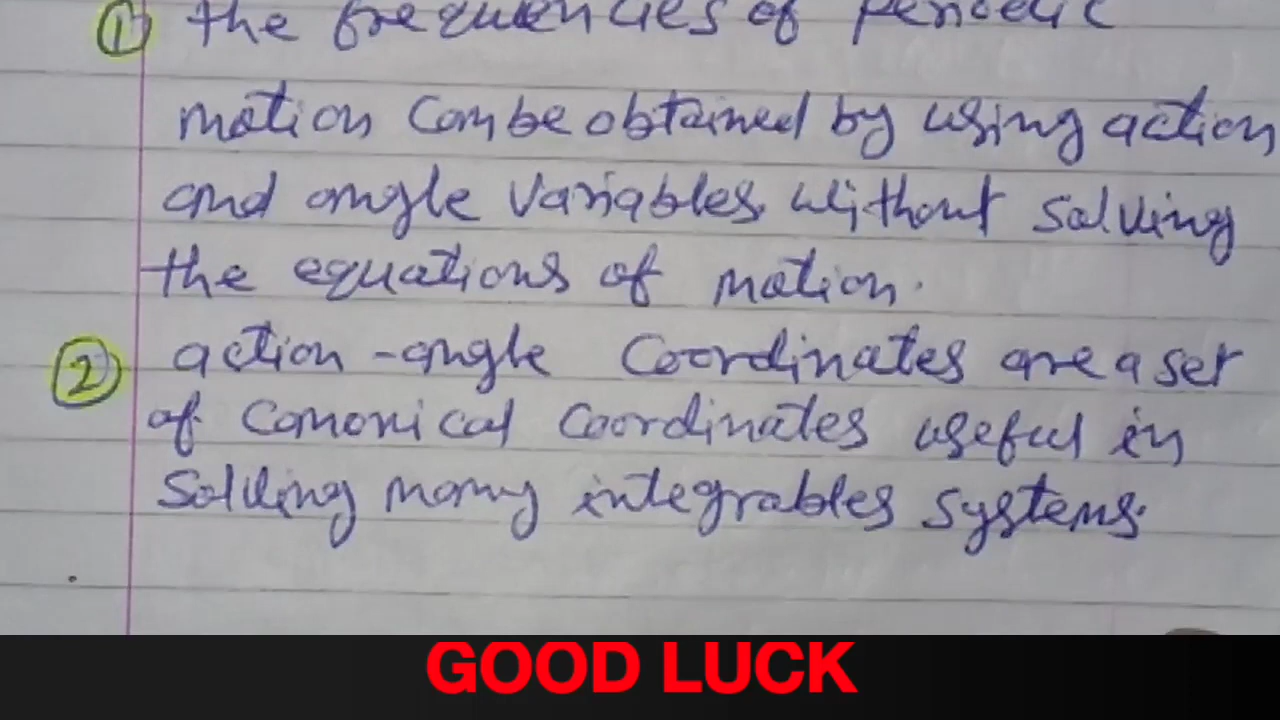 ① the frequencies of periodic
motion can be obtained by using action
and angle variables without solving
the equations of motion.
② action-angle coordinates are a set
of canonical coordinates useful in
solving many integrables systems.
GOOD LUCK